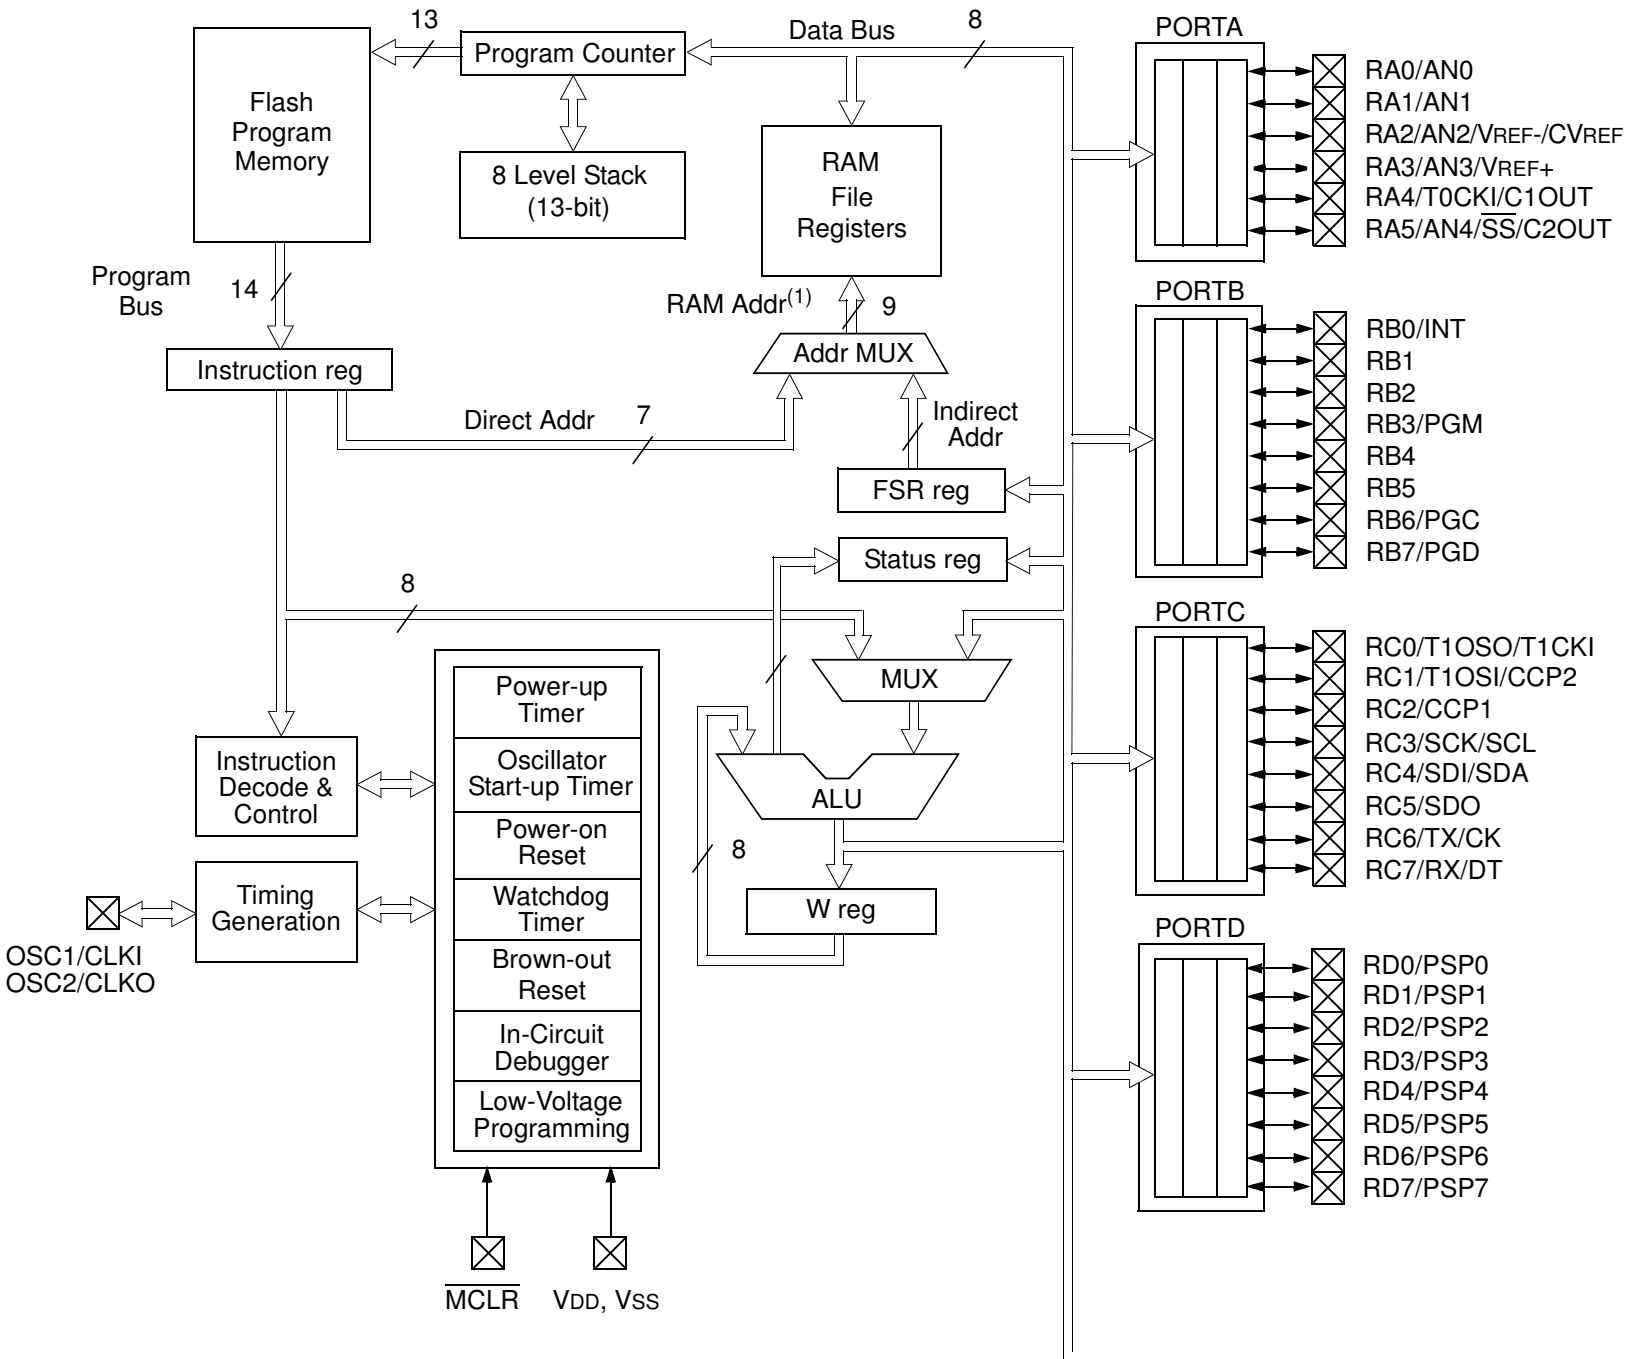 13
Program Counter
Data Bus
8
Flash
Program
Memory
8 Level Stack
(13-bit)
RAM
File
Registers
Program
Bus
14
RAM Addr(1)
9
Addr MUX
Instruction reg
Direct Addr
7
Indirect
Addr
FSR reg
Status reg
8
MUX
Power-up
Timer
Oscillator
Start-up Timer
Power-on
Reset
Watchdog
Timer
Brown-out
Reset
In-Circuit
Debugger
Low-Voltage
Programming
Instruction
Decode &
Control
Timing
Generation
OSC1/CLKI
OSC2/CLKO
ALU
8
W reg
MCLR
VDD, VSS
PORTA
RA0/AN0
RA1/AN1
RA2/AN2/VREF-/CVREF
RA3/AN3/VREF+
RA4/T0CKI/C1OUT
RA5/AN4/SS/C2OUT
PORTB
RB0/INT
RB1
RB2
RB3/PGM
RB4
RB5
RB6/PGC
RB7/PGD
PORTC
RC0/T1OSO/T1CKI
RC1/T1OSI/CCP2
RC2/CCP1
RC3/SCK/SCL
RC4/SDI/SDA
RC5/SDO
RC6/TX/CK
RC7/RX/DT
PORTD
RD0/PSP0
RD1/PSP1
RD2/PSP2
RD3/PSP3
RD4/PSP4
RD5/PSP5
RD6/PSP6
RD7/PSP7